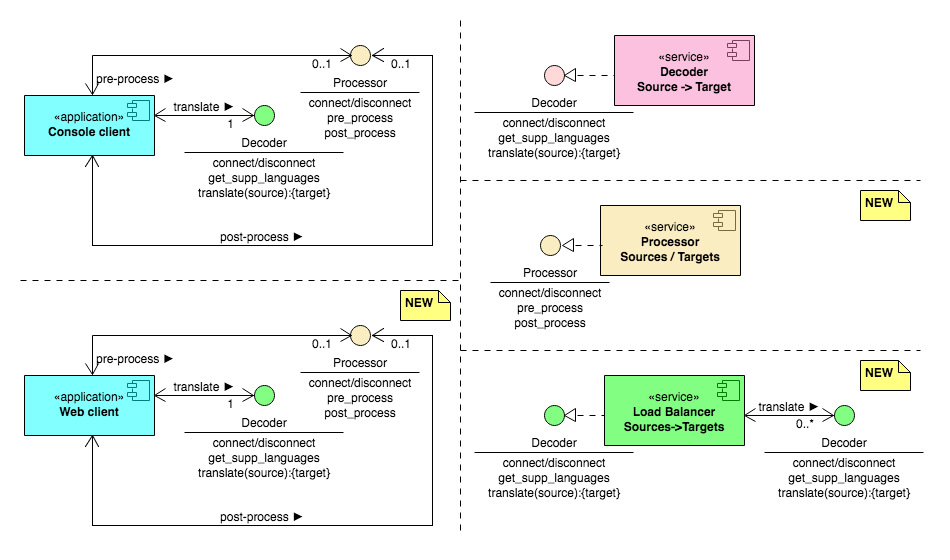 0..1
0..1
pre-process ►
Processor
connect/disconnect
pre_process
post_process
«application»
Console client
translate ►
1
Decoder
connect/disconnect
get_supp_languages
translate(source):{target}
post-process ►
NEW
0..1
0..1
pre-process ►
Processor
connect/disconnect
pre_process
post_process
«application»
Web client
translate ►
1
Decoder
connect/disconnect
get_supp_languages
translate(source):{target}
post-process ►
«service»
Decoder
Source -> Target
Decoder
connect/disconnect
get_supp_languages
translate(source):{target}
NEW
«service»
Processor
Sources / Targets
Processor
connect/disconnect
pre_process
post_process
NEW
«service»
Load Balancer
Sources->Targets
translate ►
0..*
Decoder
connect/disconnect
get_supp_languages
translate(source):{target}
Decoder
connect/disconnect
get_supp_languages
translate(source):{target}